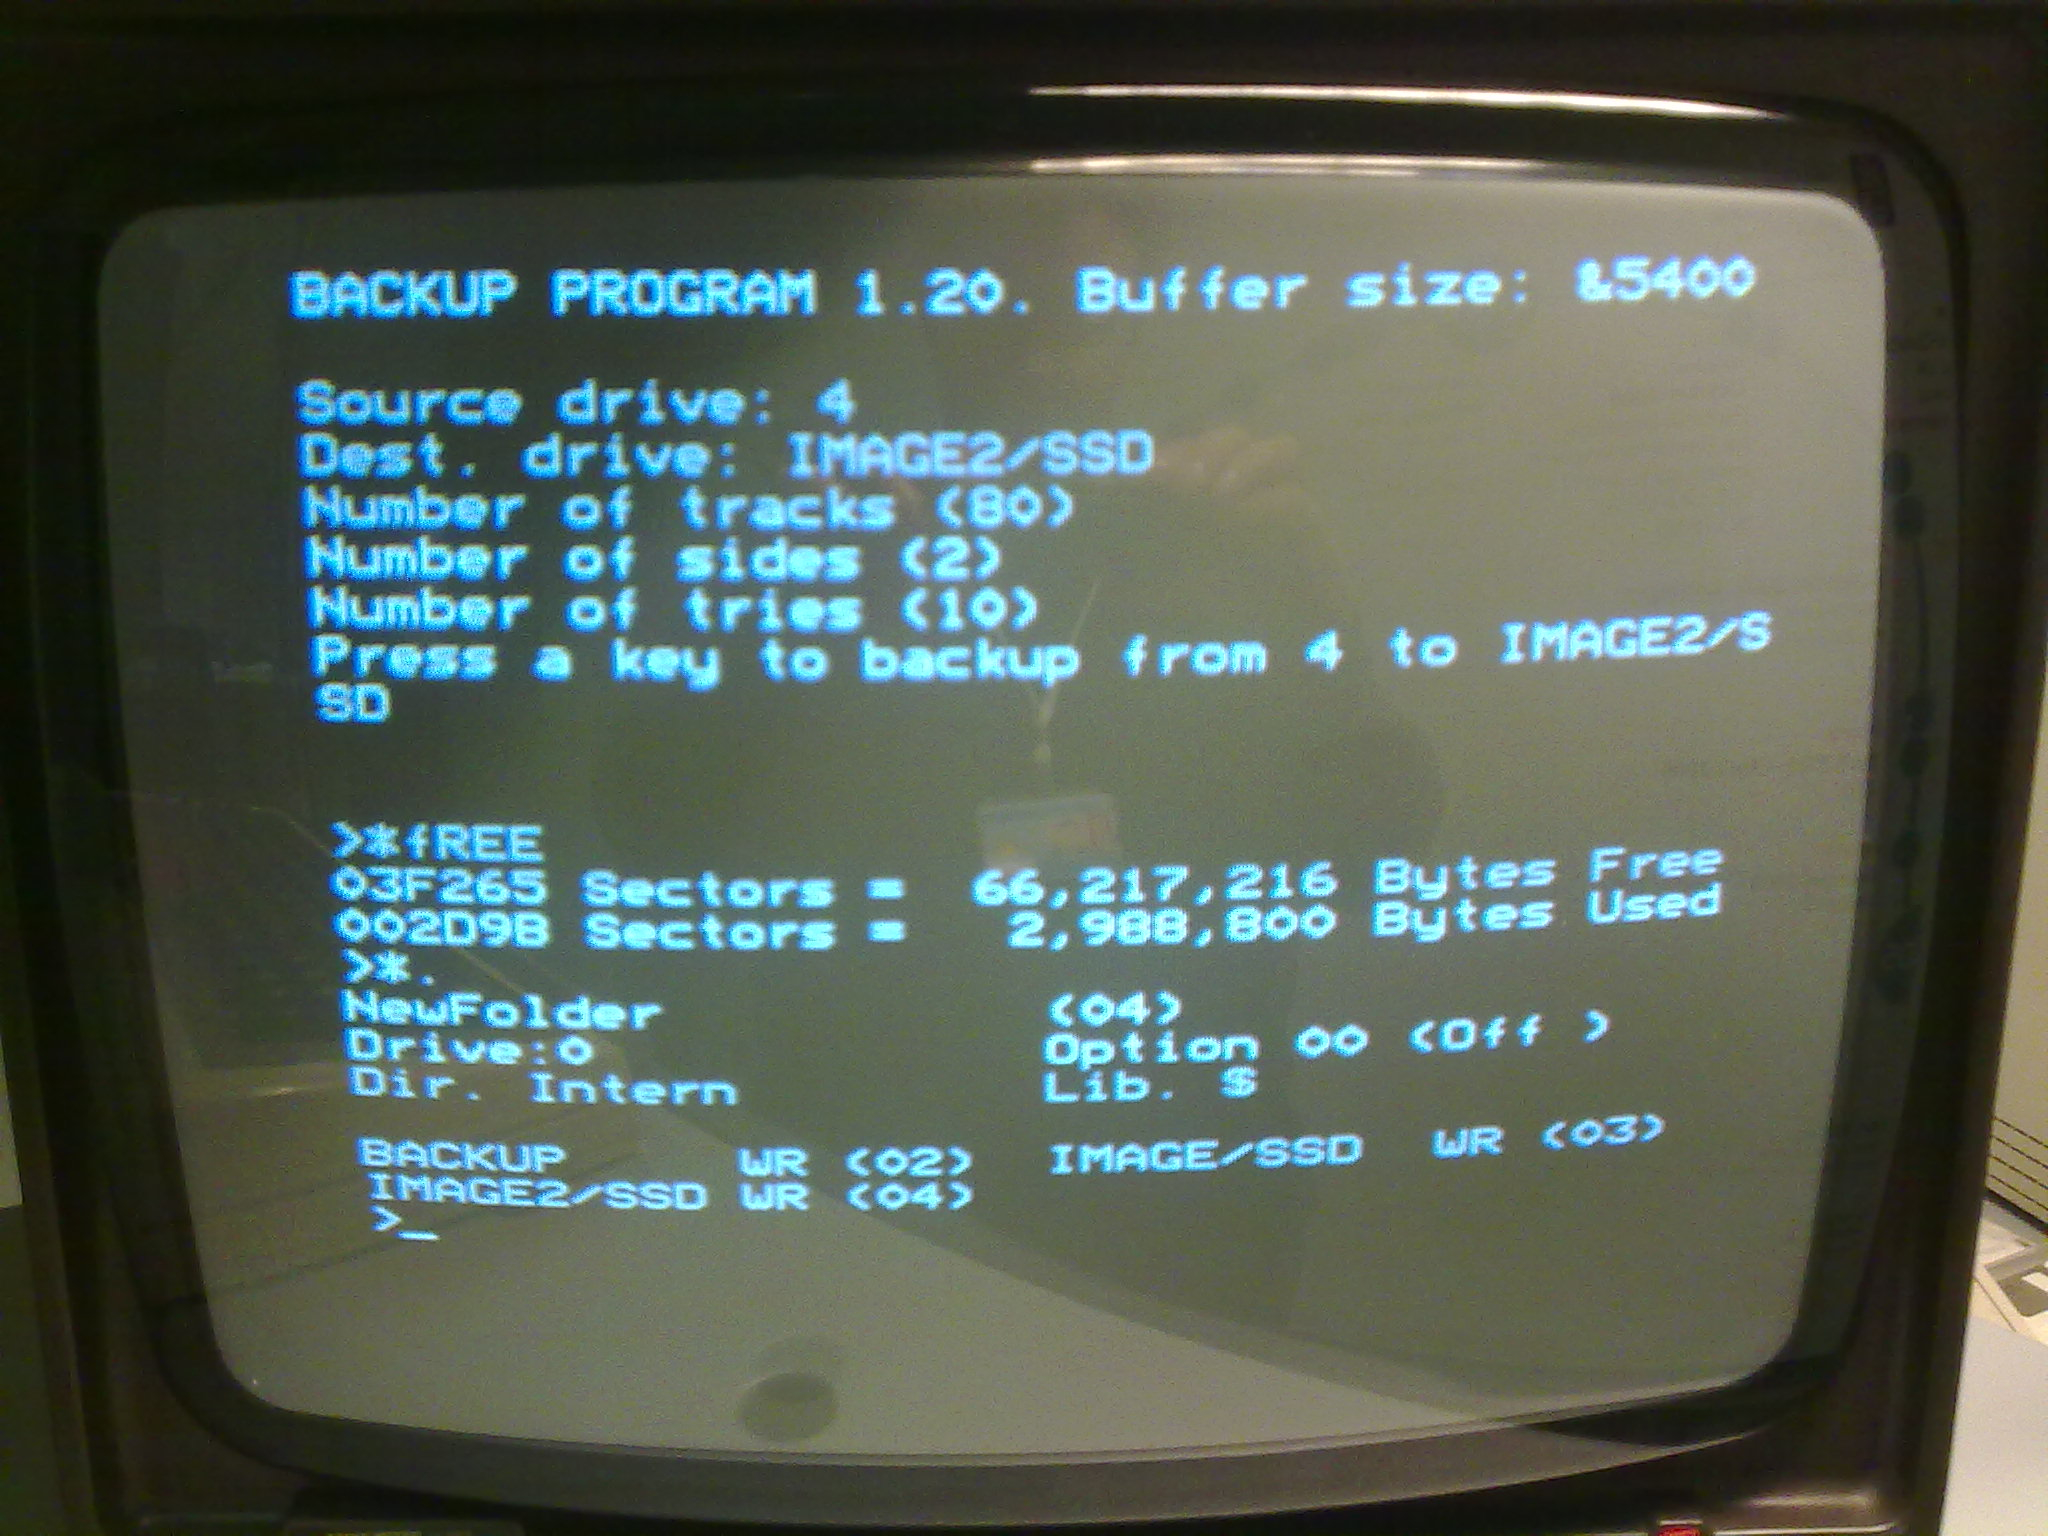 BACKUP PROGRAM 1.20. Buffer size: &5400
Source drive: 4
Dest. drive: IMAGE2/SSD
Number of tracks (80)
Number of sides (2)
Number of tries (10)
Press a key to backup from 4 to IMAGE2/S
SD
>*fREE
03F265 Sectors =  66,217,216 Bytes Free
002D9B Sectors =   2,988,800 Bytes Used
>*.
NewFolder (04)
Drive:0 Option 00 (Off )
Dir. Intern Lib. $
BACKUP WR (02) IMAGE/SSD WR (03)
IMAGE2/SSD WR (04)
>_